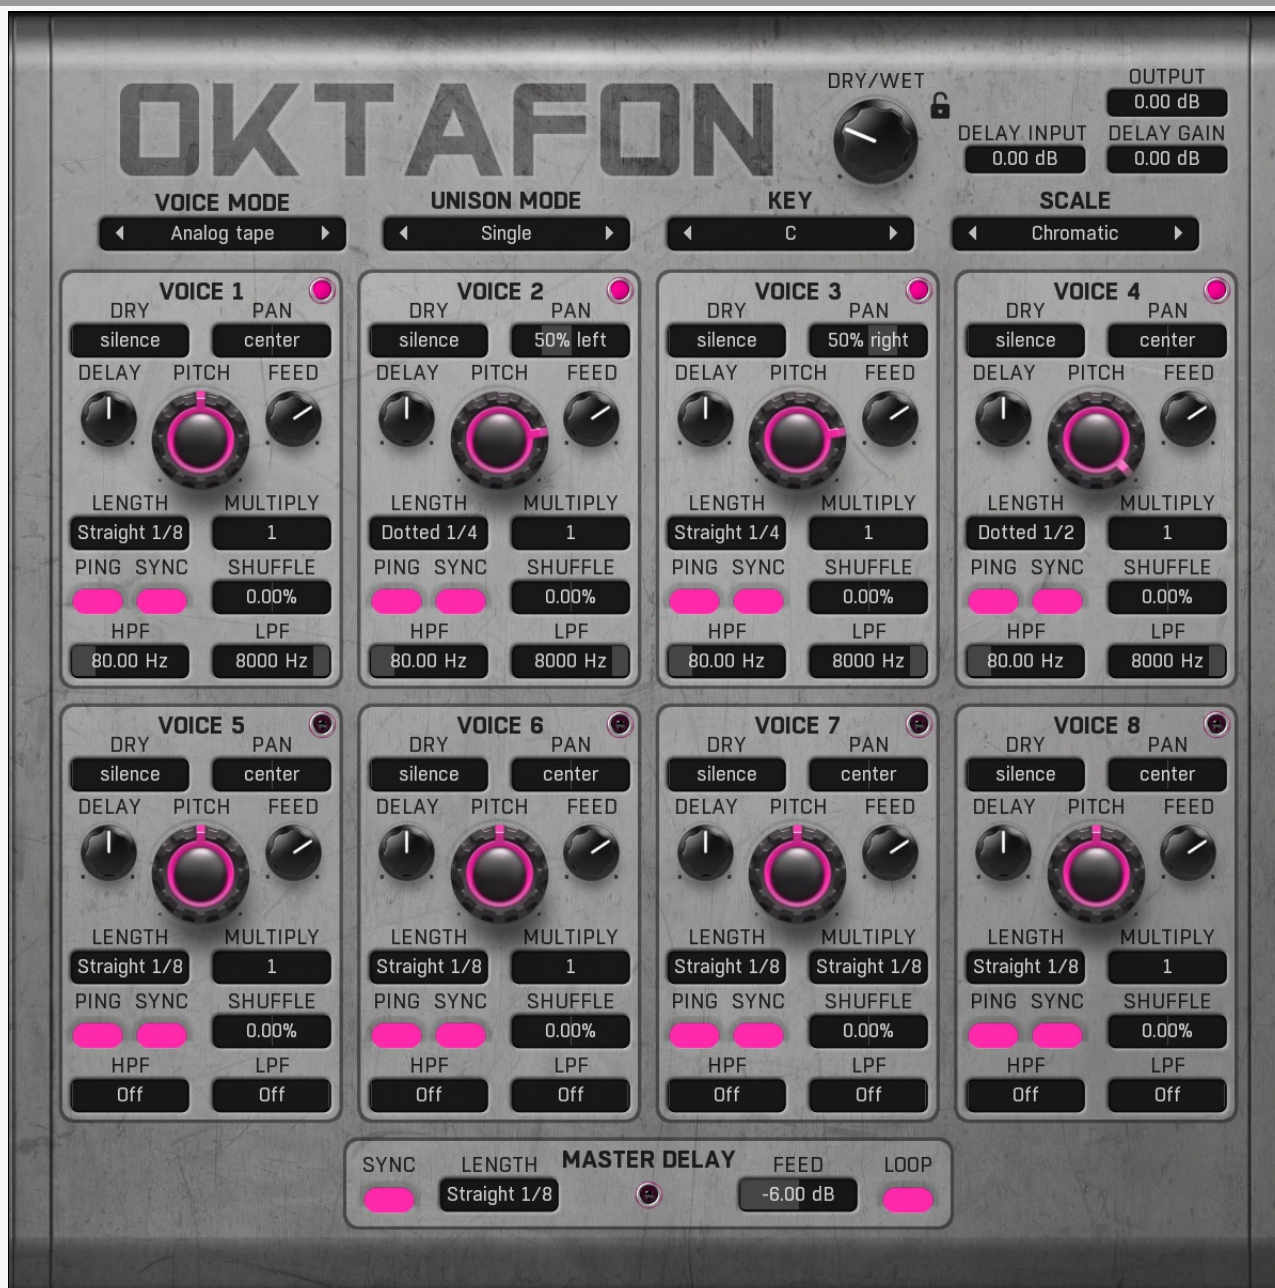 OKTAFON
DRY/WET
OUTPUT
0.00 dB
DELAY INPUT DELAY GAIN
0.00 dB 0.00 dB
VOICE MODE UNISON MODE KEY SCALE
Analog tape Single C Chromatic
VOICE 1 VOICE 2 VOICE 3 VOICE 4
DRY PAN DRY PAN DRY PAN DRY PAN
silence center silence 50% left silence 50% right silence center
DELAY PITCH FEED DELAY PITCH FEED DELAY PITCH FEED DELAY PITCH FEED
LENGTH MULTIPLY LENGTH MULTIPLY LENGTH MULTIPLY LENGTH MULTIPLY
Straight 1/8 1 Dotted 1/4 1 Straight 1/4 1 Dotted 1/2 1
PING SYNC SHUFFLE PING SYNC SHUFFLE PING SYNC SHUFFLE PING SYNC SHUFFLE
0.00% 0.00% 0.00% 0.00%
HPF LPF HPF LPF HPF LPF HPF LPF
80.00 Hz 8000 Hz 80.00 Hz 8000 Hz 80.00 Hz 8000 Hz 80.00 Hz 8000 Hz
VOICE 5 VOICE 6 VOICE 7 VOICE 8
DRY PAN DRY PAN DRY PAN DRY PAN
silence center silence center silence center silence center
DELAY PITCH FEED DELAY PITCH FEED DELAY PITCH FEED DELAY PITCH FEED
LENGTH MULTIPLY LENGTH MULTIPLY LENGTH MULTIPLY LENGTH MULTIPLY
Straight 1/8 1 Straight 1/8 1 Straight 1/8 Straight 1/8 Straight 1/8 1
PING SYNC SHUFFLE PING SYNC SHUFFLE PING SYNC SHUFFLE PING SYNC SHUFFLE
0.00% 0.00% 0.00% 0.00%
HPF LPF HPF LPF HPF LPF HPF LPF
Off Off Off Off Off Off Off Off
SYNC LENGTH MASTER DELAY FEED LOOP
Straight 1/8 -6.00 dB